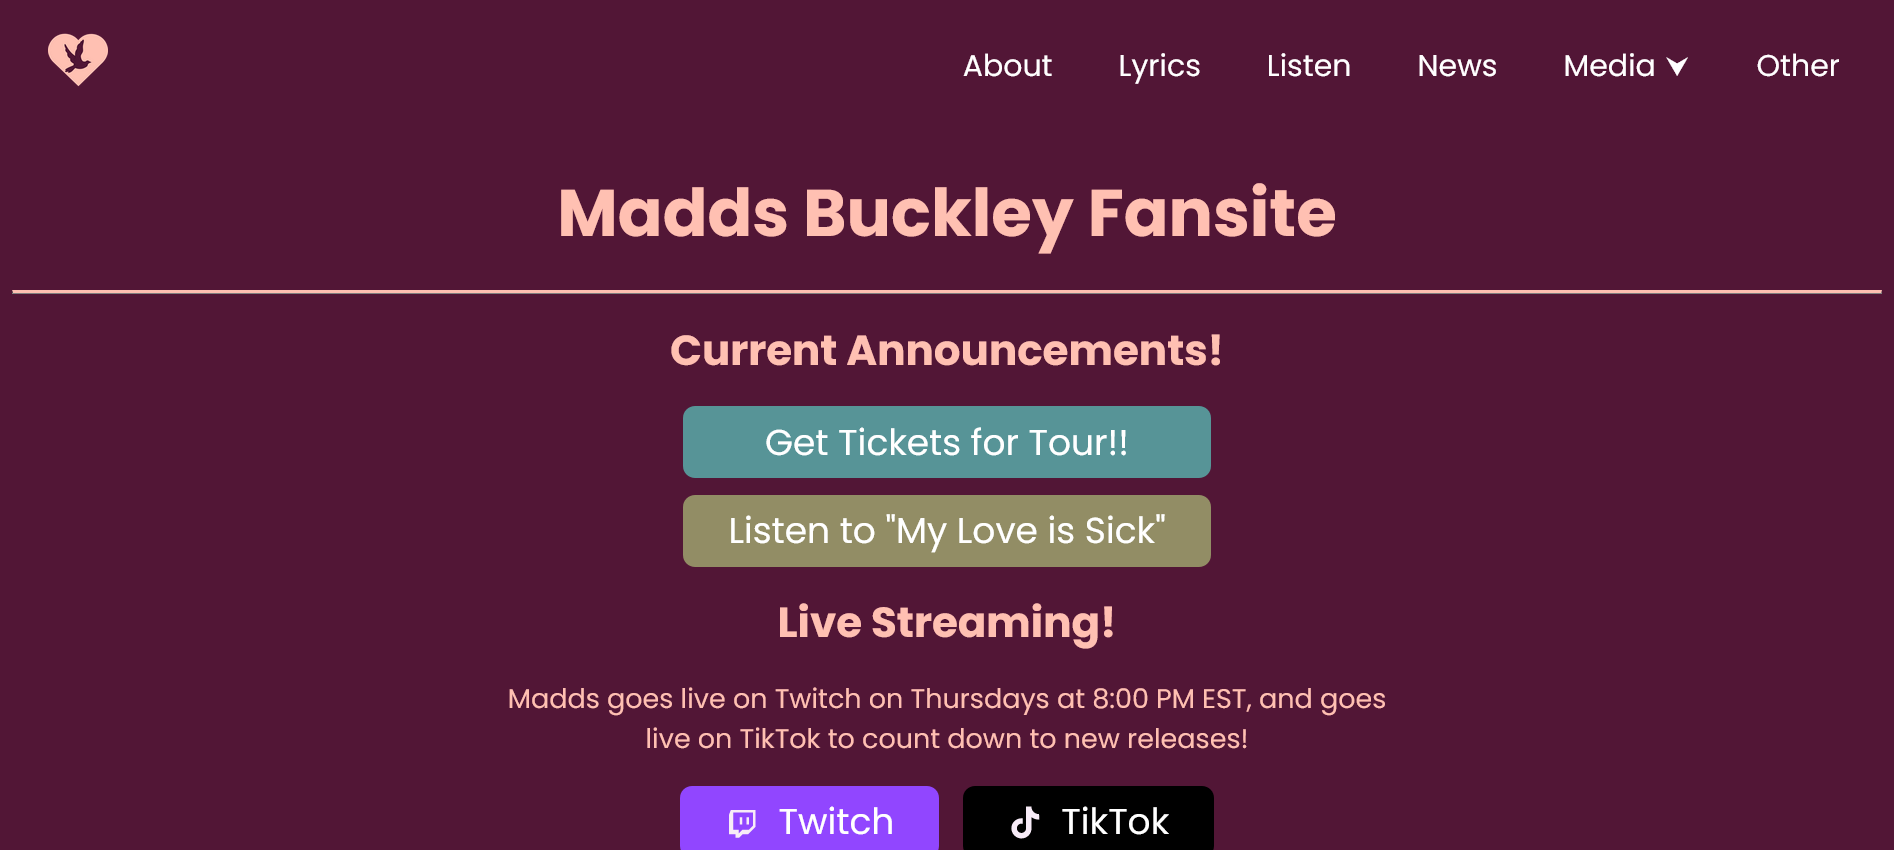 About Lyrics Listen News Media Other
Madds Buckley Fansite
Current Announcements!
Get Tickets for Tour!!
Listen to "My Love is Sick"
Live Streaming!
Madds goes live on Twitch on Thursdays at 8:00 PM EST, and goes
live on TikTok to count down to new releases!
Twitch TikTok